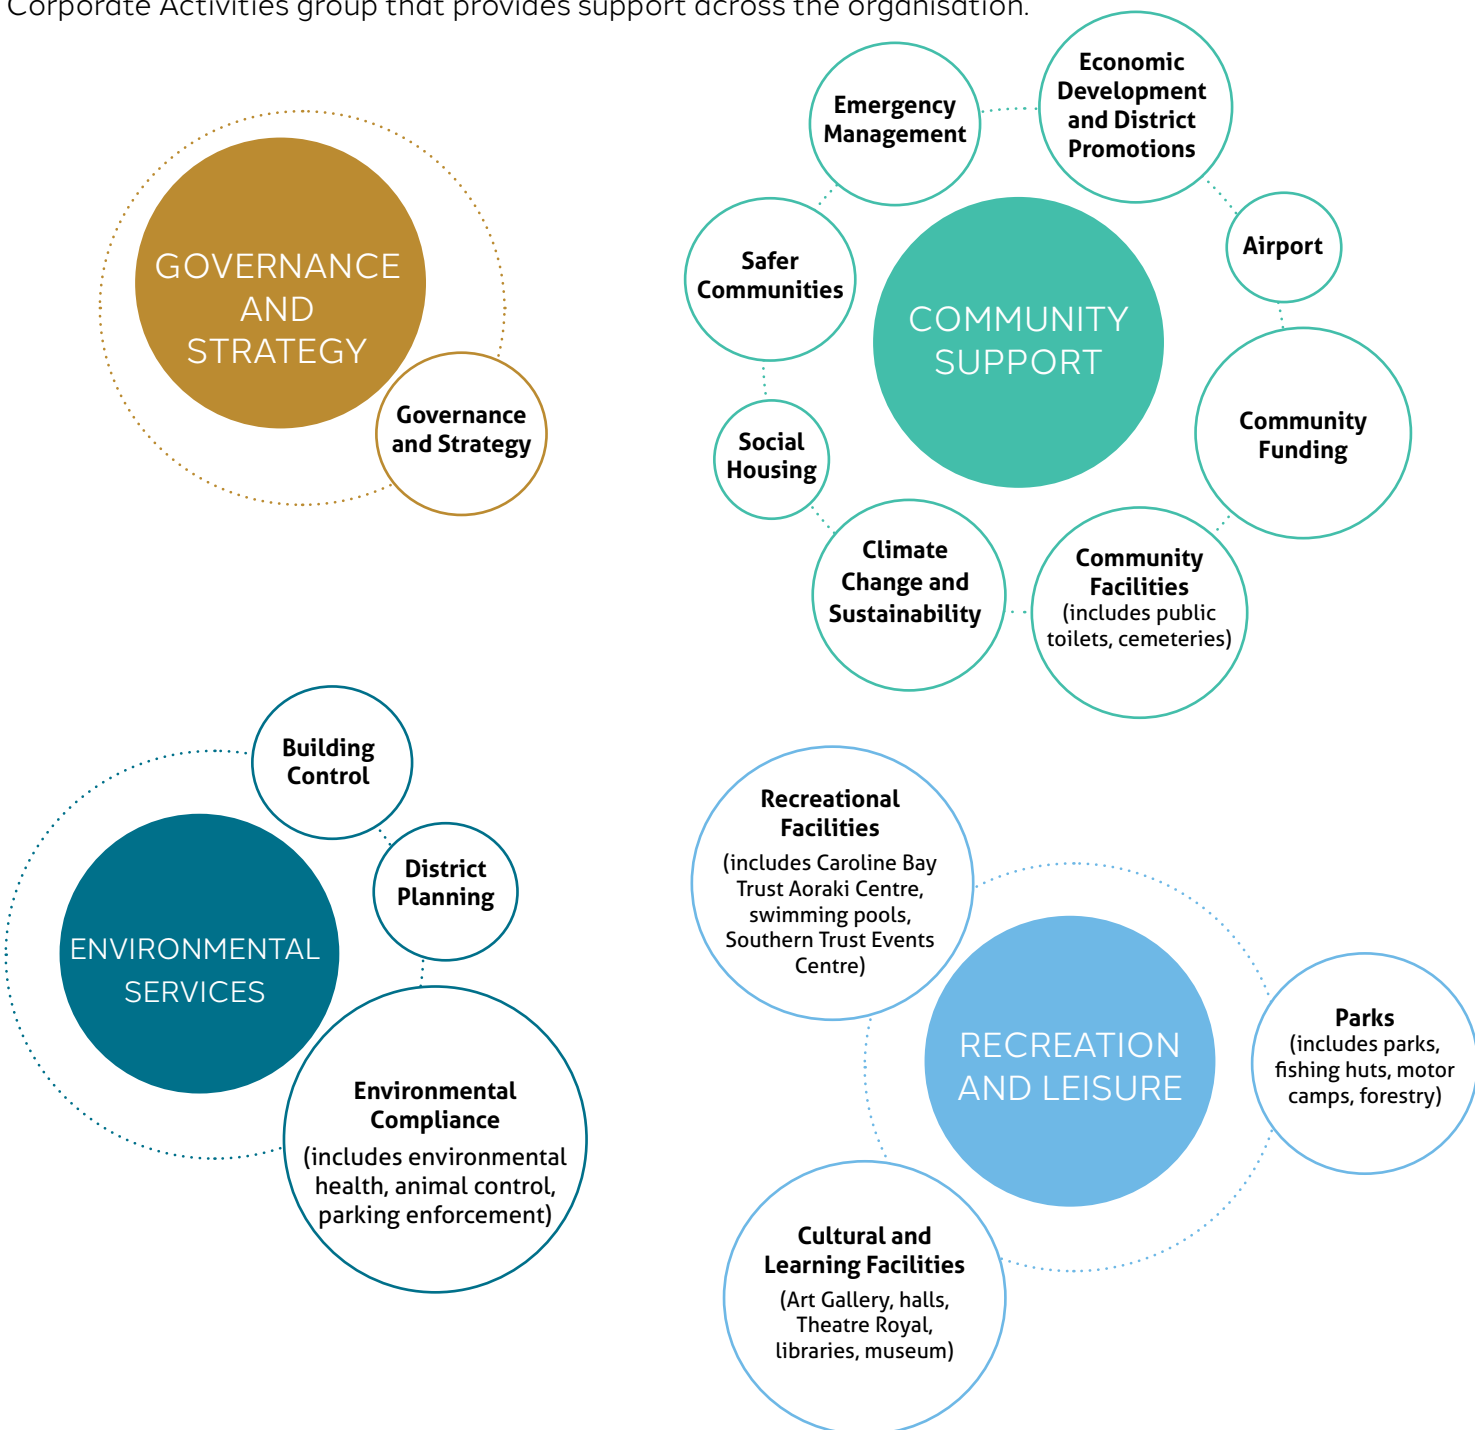 Corporate Activities group that provides support across the organisation.
GOVERNANCE
AND
STRATEGY
Governance
and Strategy
COMMUNITY
SUPPORT
Emergency
Management
Economic
Development
and District
Promotions
Airport
Community
Funding
Community
Facilities
(includes public
toilets, cemeteries)
Climate
Change and
Sustainability
Social
Housing
Safer
Communities
ENVIRONMENTAL
SERVICES
Building
Control
District
Planning
Environmental
Compliance
(includes environmental
health, animal control,
parking enforcement)
RECREATION
AND LEISURE
Recreational
Facilities
(includes Caroline Bay
Trust Aoraki Centre,
swimming pools,
Southern Trust Events
Centre)
Parks
(includes parks,
fishing huts, motor
camps, forestry)
Cultural and
Learning Facilities
(Art Gallery, halls,
Theatre Royal,
libraries, museum)